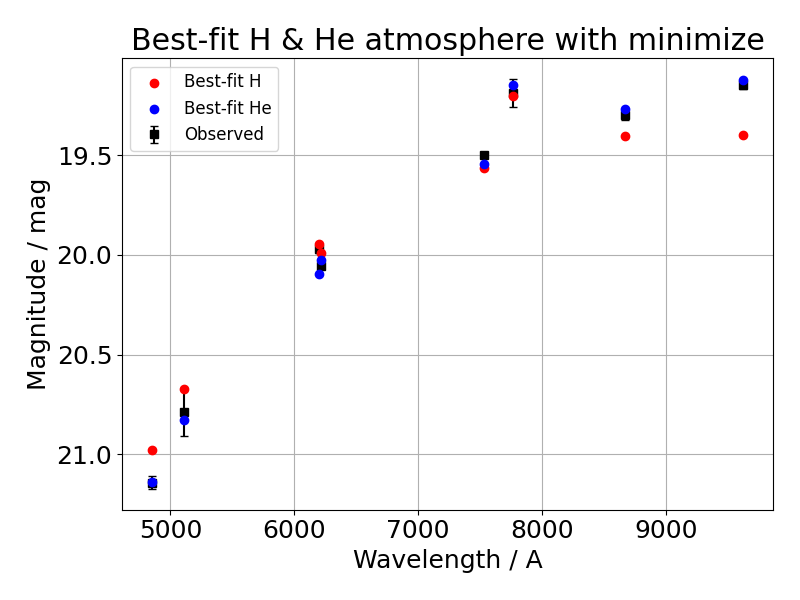 Best-fit H & He atmosphere with minimize
Best-fit H
Best-fit He
Observed
19.5
20.0
20.5
21.0
Magnitude / mag
5000 6000 7000 8000 9000
Wavelength / A